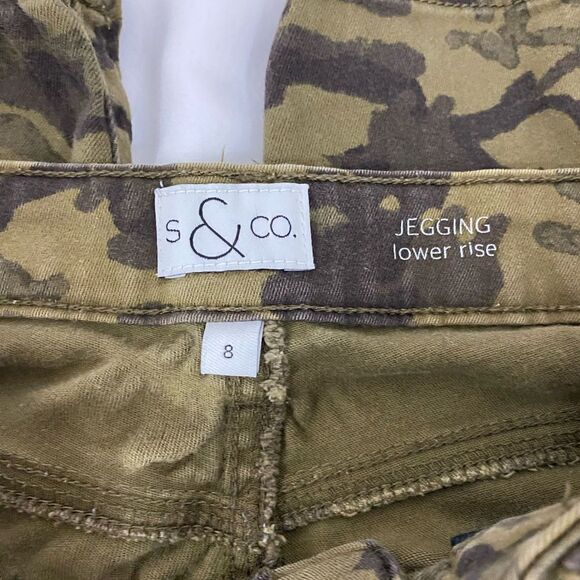 S & CO.
JEGGING
lower rise
8